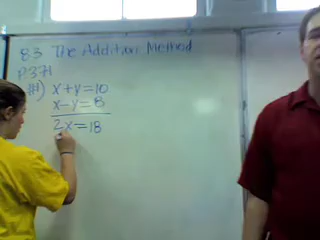 8.3 The Addition Method
P371
#1) x+y=10
x-y=8
2x=18